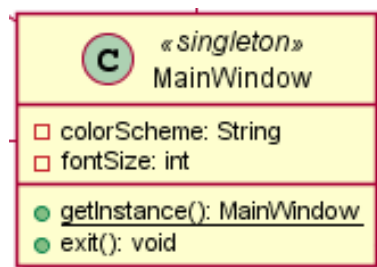 C
«singleton»
MainWindow
colorScheme: String
fontSize: int
getInstance(): MainWindow
exit(): void